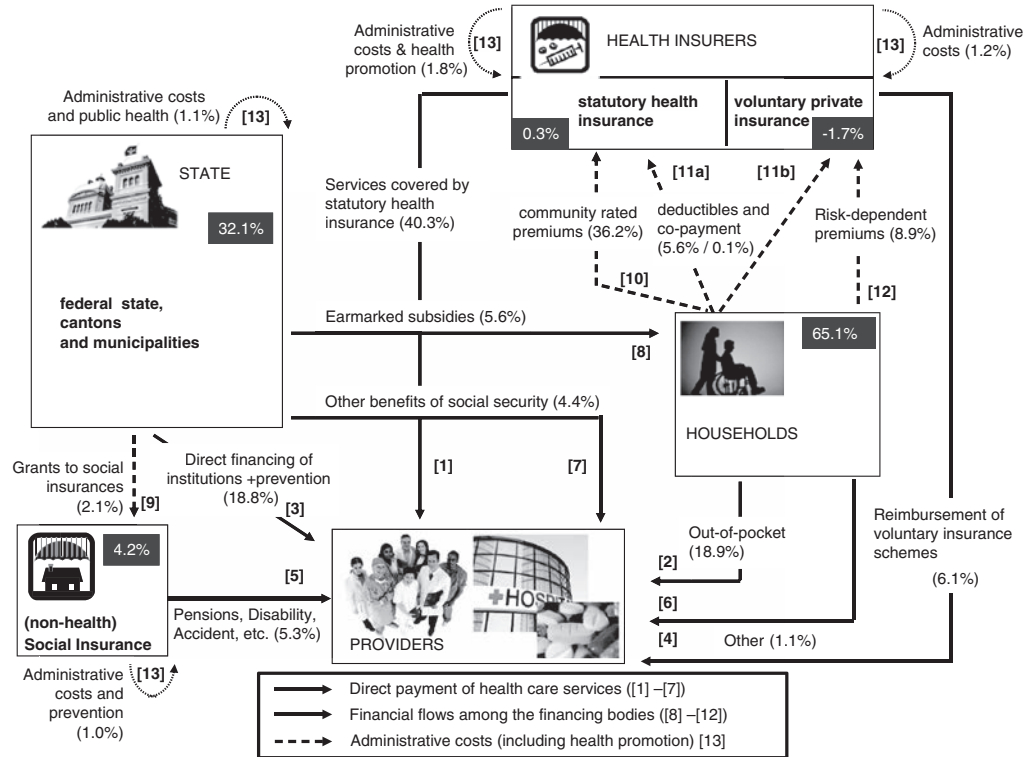 Administrative
costs & health
promotion (1.8%)
[13]
HEALTH INSURERS
[13]
Administrative
costs (1.2%)
statutory health
insurance
voluntary private
insurance
0.3%
-1.7%
Administrative costs
and public health (1.1%)
[13]
STATE
32.1%
federal state,
cantons
and municipalities
Services covered by
statutory health
insurance (40.3%)
community rated
premiums (36.2%)
[11a]
deductibles and
co-payment
(5.6% / 0.1%)
[11b]
Risk-dependent
premiums (8.9%)
[10]
[12]
Earmarked subsidies (5.6%)
[8]
65.1%
HOUSEHOLDS
Other benefits of social security (4.4%)
[1]
[7]
Grants to social
insurances
(2.1%)
[9]
Direct financing of
institutions +prevention
(18.8%)
[3]
4.2%
(non-health)
Social Insurance
[5]
Pensions, Disability,
Accident, etc. (5.3%)
[13]
Administrative
costs and
prevention
(1.0%)
HOSPIT
PROVIDERS
Out-of-pocket
(18.9%)
[2]
[6]
[4]
Other (1.1%)
Reimbursement of
voluntary insurance
schemes
(6.1%)
Direct payment of health care services ([1] –[7])
Financial flows among the financing bodies ([8] –[12])
Administrative costs (including health promotion) [13]